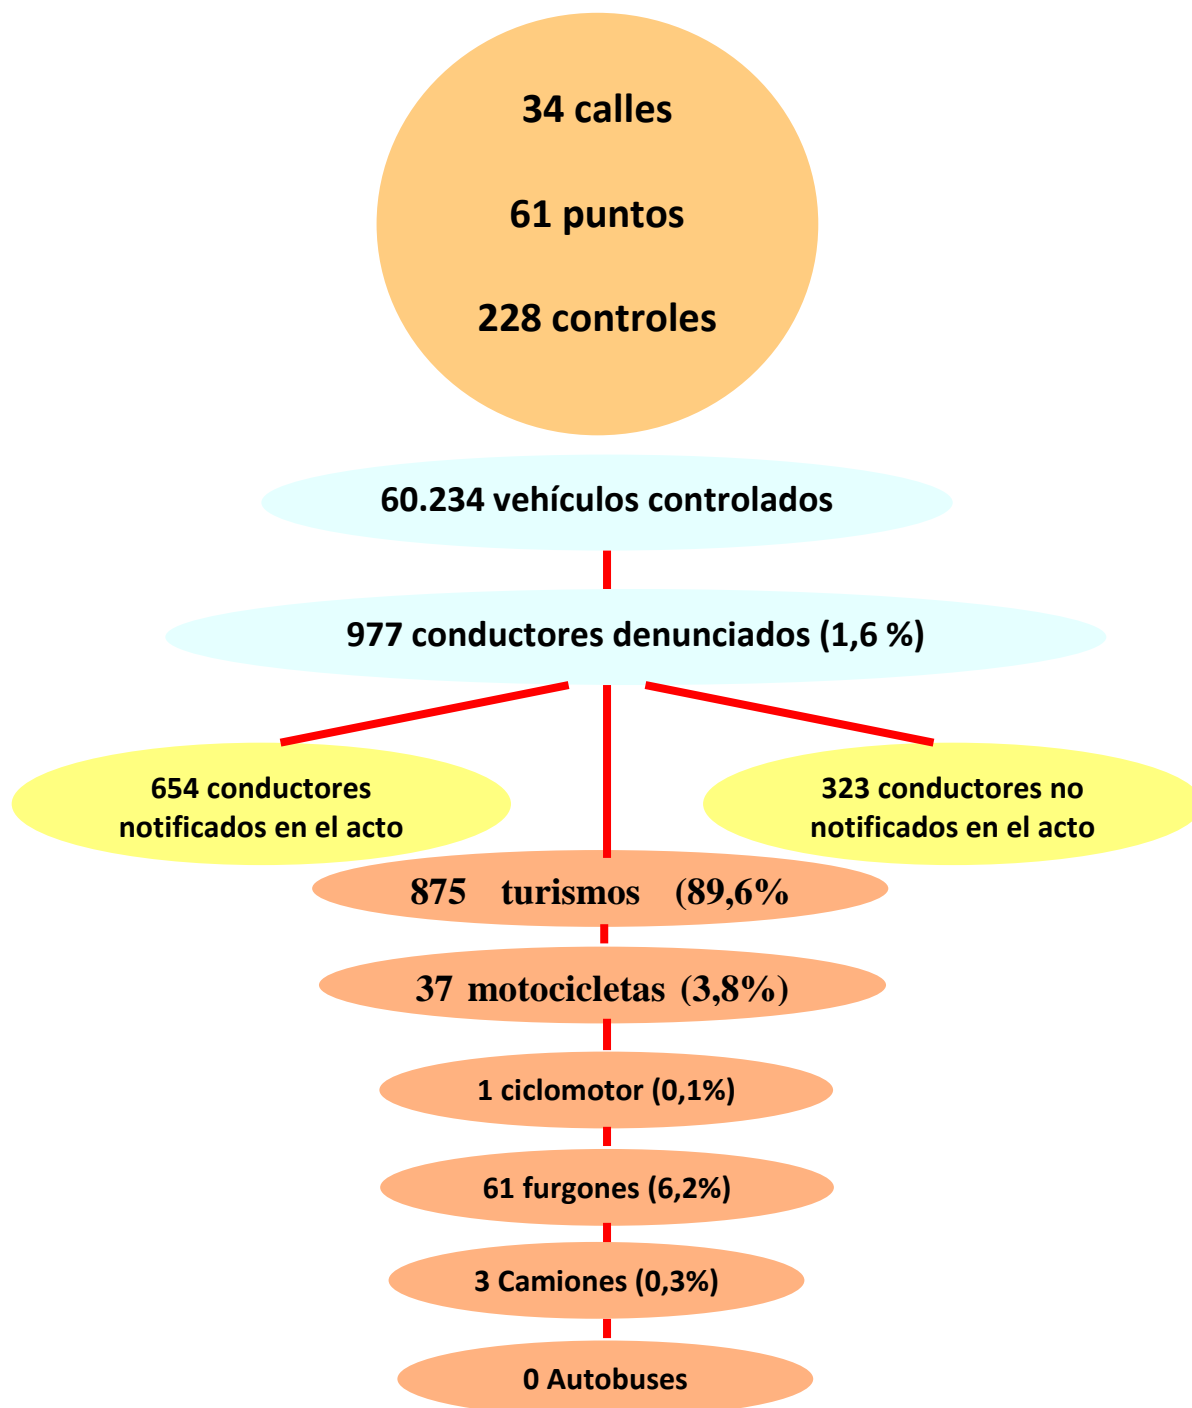 34 calles
61 puntos
228 controles
60.234 vehículos controlados
977 conductores denunciados (1,6 %)
654 conductores
notificados en el acto
323 conductores no
notificados en el acto
875 turismos (89,6%
37 motocicletas (3,8%)
1 ciclomotor (0,1%)
61 furgones (6,2%)
3 Camiones (0,3%)
0 Autobuses